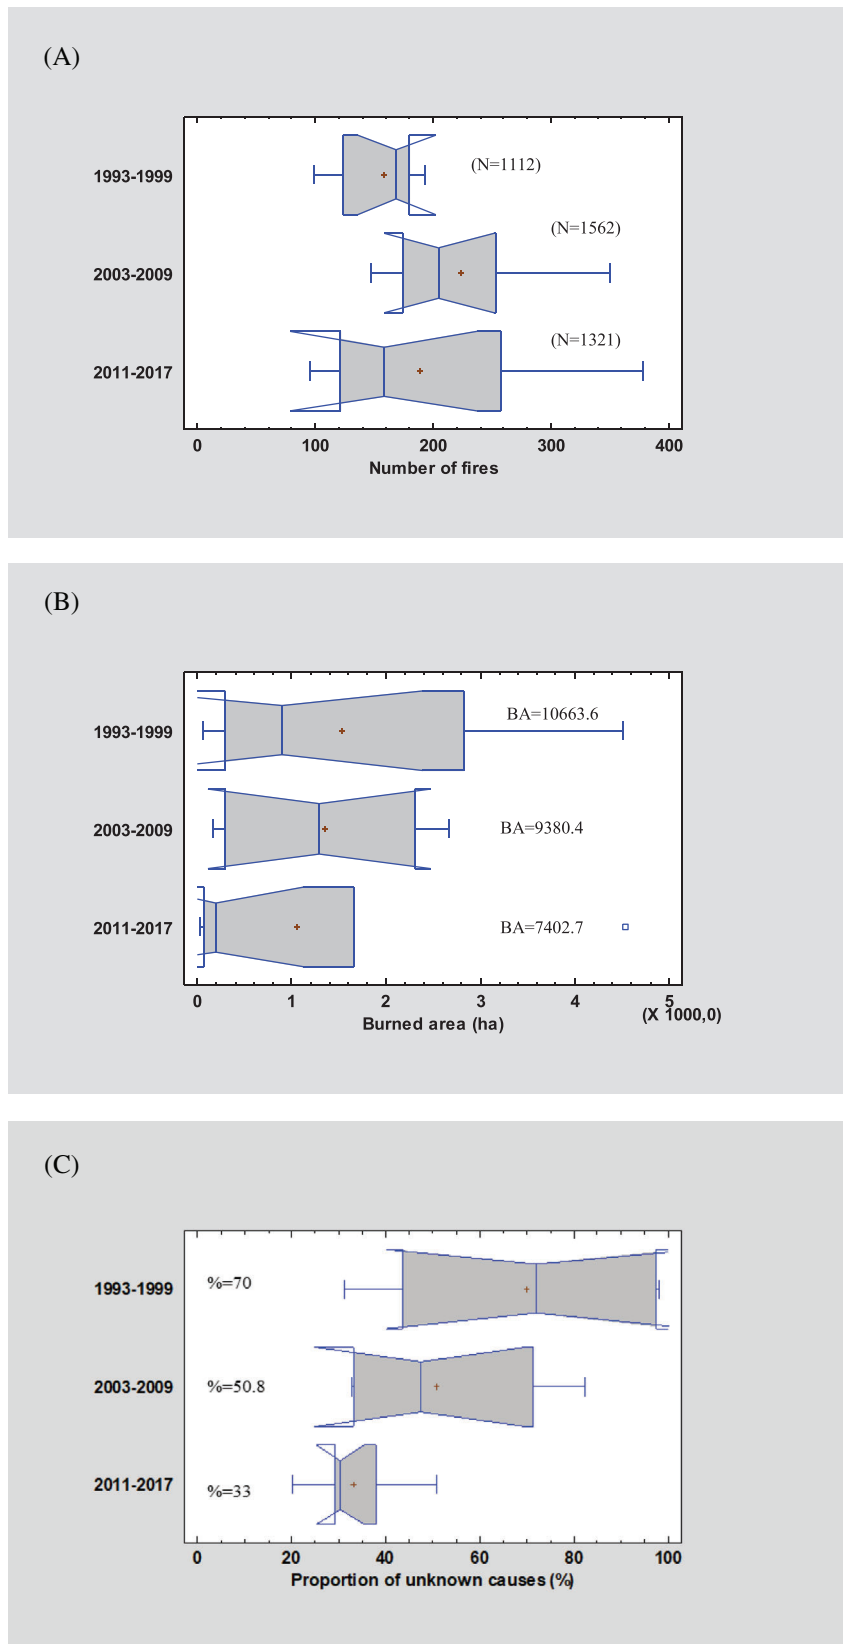 (A)
1993-1999
(N=1112)
(N=1562)
2003-2009
(N=1321)
2011-2017
0 100 200 300 400
Number of fires
(B)
1993-1999
BA=10663.6
2003-2009
BA=9380.4
2011-2017
BA=7402.7
0 1 2 3 4 5
(X 1000,0)
Burned area (ha)
(C)
1993-1999
%=70
2003-2009
%=50.8
2011-2017
%=33
0 20 40 60 80 100
Proportion of unknown causes (%)